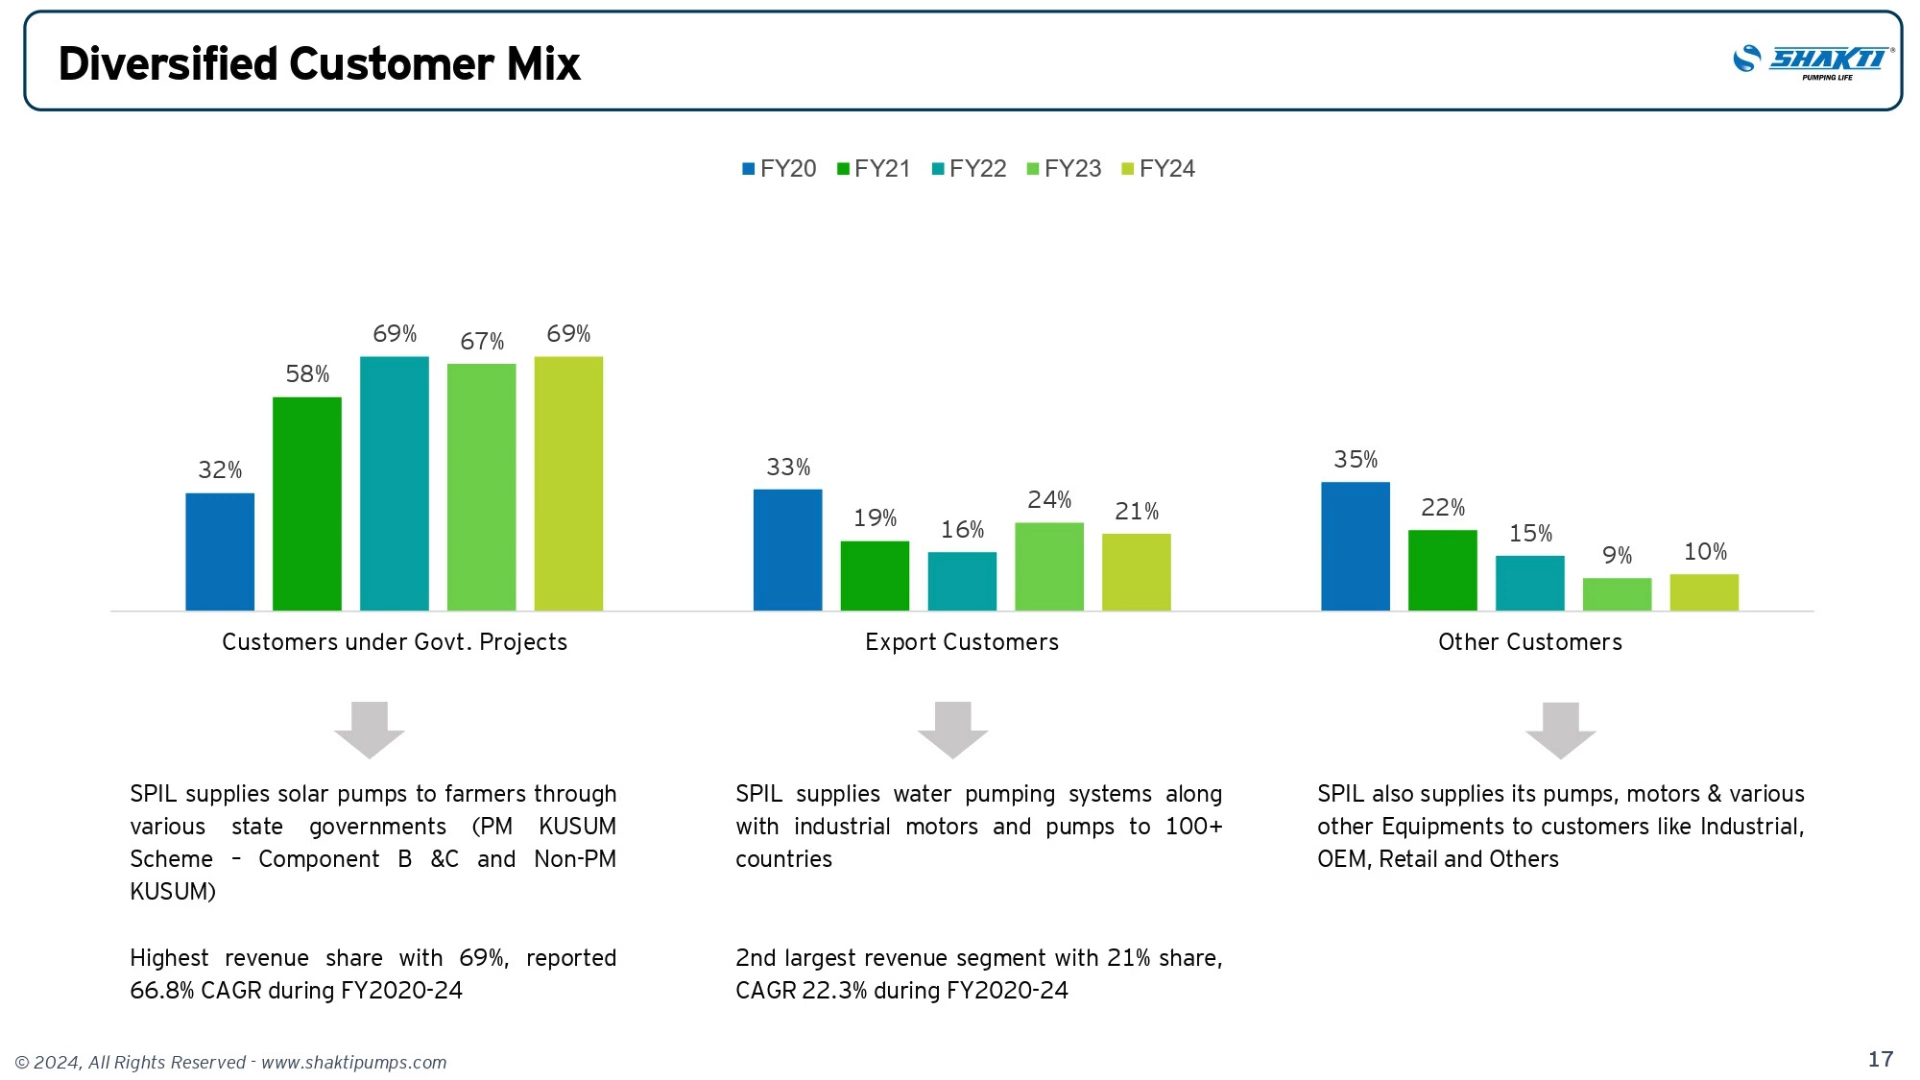 Diversified Customer Mix
SHAKTI®
PUMPING LIFE
FY20 FY21 FY22 FY23 FY24
32% 58% 69% 67% 69%
33% 19% 16% 24% 21%
35% 22% 15% 9% 10%
Customers under Govt. Projects
Export Customers
Other Customers
SPIL supplies solar pumps to farmers through
various state governments (PM KUSUM
Scheme – Component B &C and Non-PM
KUSUM)
Highest revenue share with 69%, reported
66.8% CAGR during FY2020-24
SPIL supplies water pumping systems along
with industrial motors and pumps to 100+
countries
2nd largest revenue segment with 21% share,
CAGR 22.3% during FY2020-24
SPIL also supplies its pumps, motors & various
other Equipments to customers like Industrial,
OEM, Retail and Others
© 2024, All Rights Reserved - www.shaktipumps.com
17